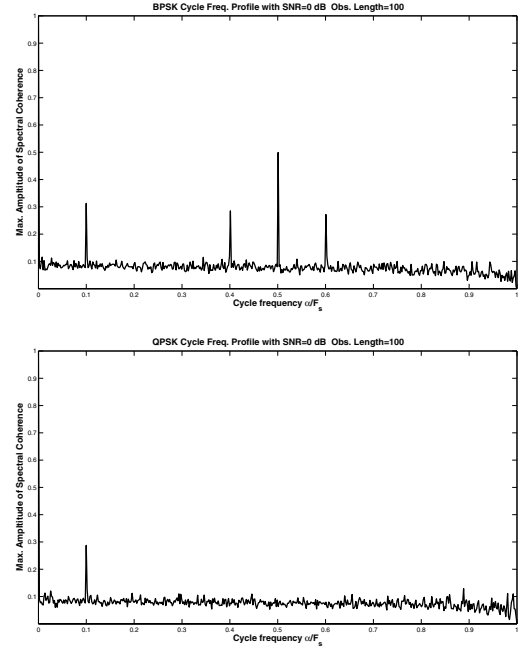 BPSK Cycle Freq. Profile with SNR=0 dB Obs. Length=100
Max. Ampltitude of Spectral Coherence
1
0.9
0.8
0.7
0.6
0.5
0.4
0.3
0.2
0.1
0 0.1 0.2 0.3 0.4 0.5 0.6 0.7 0.8 0.9 1
Cycle frequency α/Fs
QPSK Cycle Freq. Profile with SNR=0 dB Obs. Length=100
Max. Ampltitude of Spectral Coherence
1
0.9
0.8
0.7
0.6
0.5
0.4
0.3
0.2
0.1
0 0.1 0.2 0.3 0.4 0.5 0.6 0.7 0.8 0.9 1
Cycle frequency α/Fs